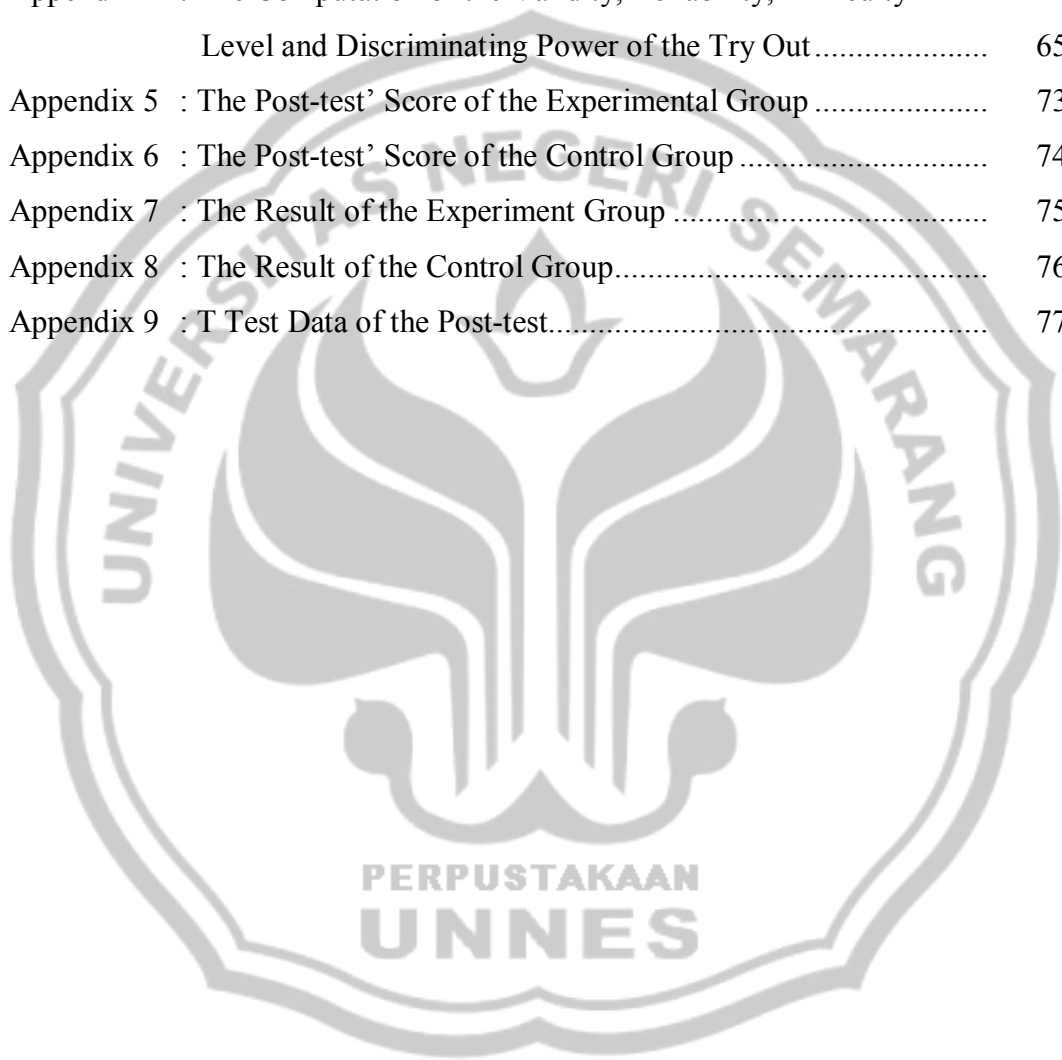 Level and Discriminating Power of the Try Out..................... 65
Appendix 5 : The Post-test’ Score of the Experimental Group ..................... 73
Appendix 6 : The Post-test’ Score of the Control Group .............................. 74
Appendix 7 : The Result of the Experiment Group ...................................... 75
Appendix 8 : The Result of the Control Group............................................. 76
Appendix 9 : T Test Data of the Post-test..................................................... 77
UNIVERSITAS NEGERI SEMARANG
PERPUSTAKAAN
UNNES